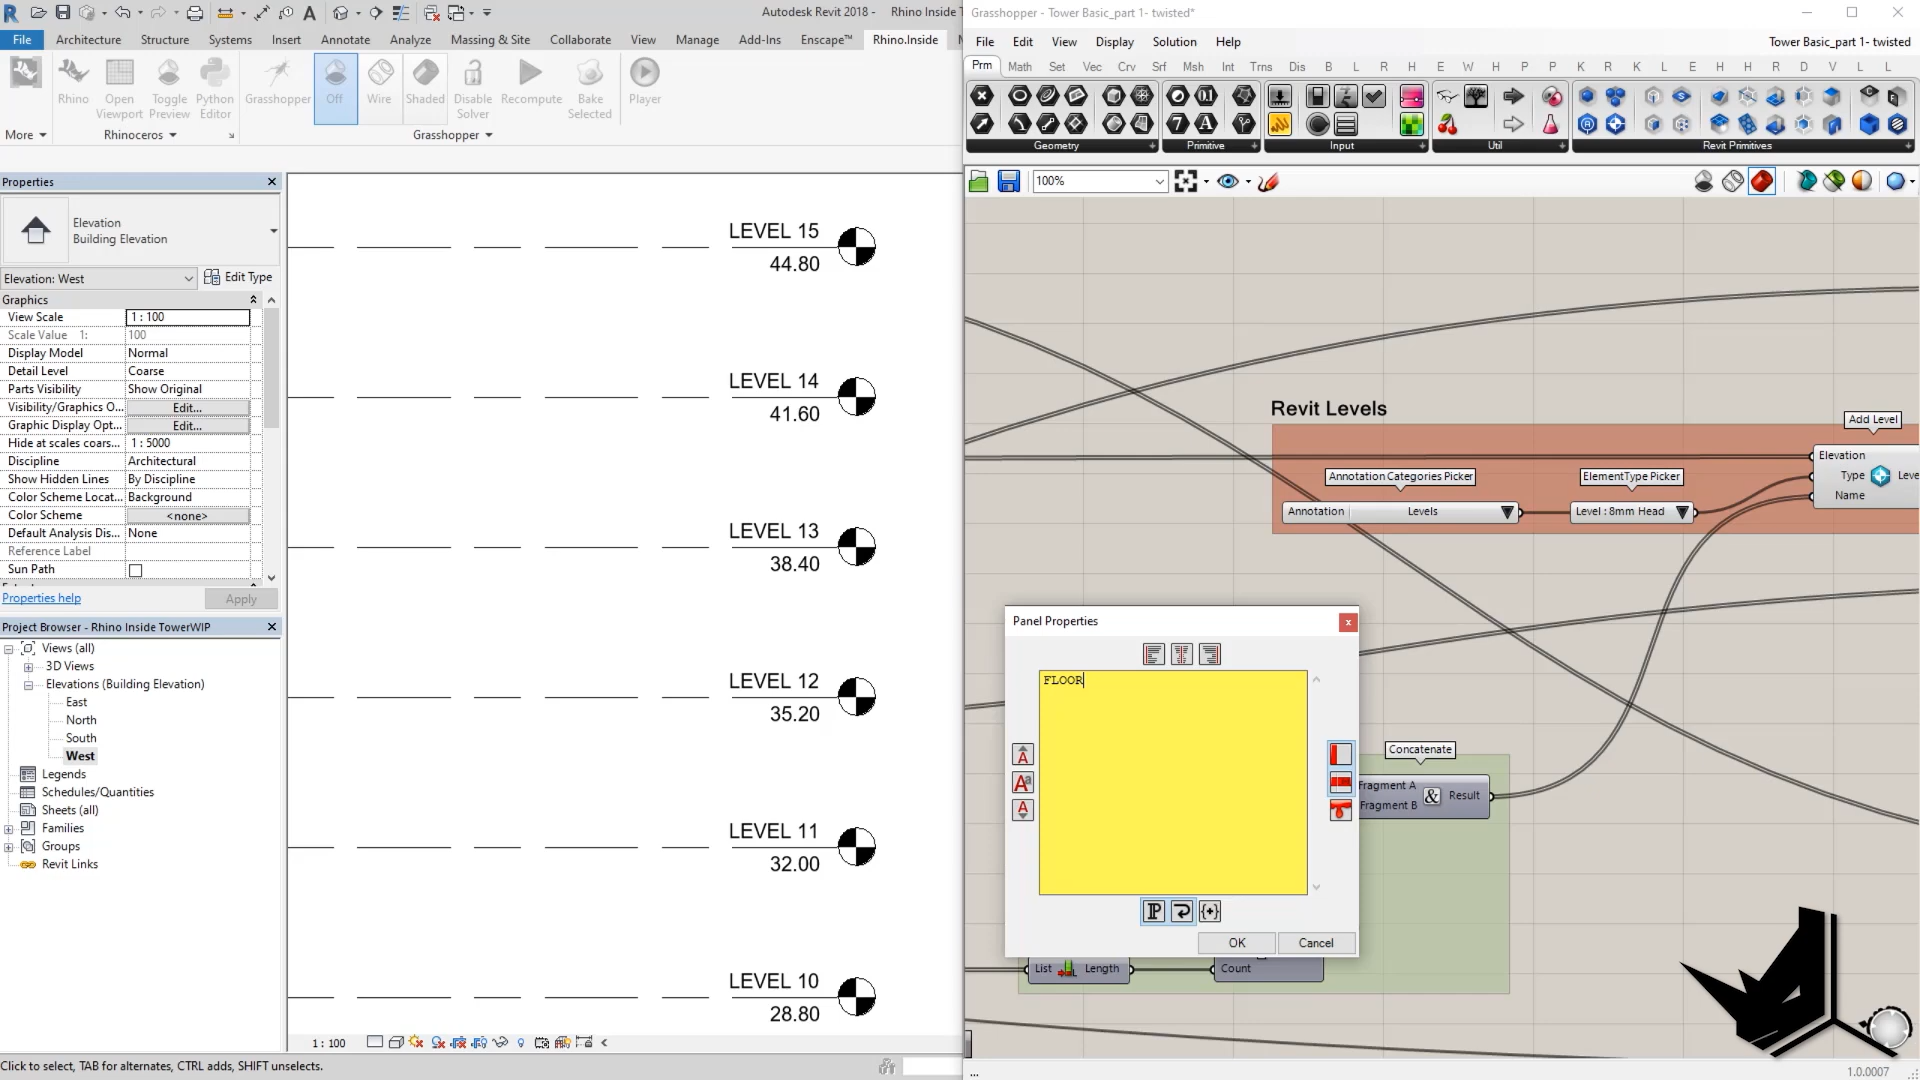 Autodesk Revit 2018 -
Rhino Inside T
File
Architecture
Structure
Systems
Insert
Annotate
Analyze
Massing & Site
Collaborate
View
Manage
Add-Ins
Enscape™
Rhino.Inside
Rhino
Open Viewport
Toggle Preview
Python Editor
Grasshopper
Off
Wire
Shaded
Disable Solver
Recompute
Bake Selected
Player
More
Rhinoceros
Grasshopper
Properties
Elevation
Building Elevation
Elevation: West
Edit Type
Graphics
View Scale 1 : 100
Scale Value 1: 100
Display Model Normal
Detail Level Coarse
Parts Visibility Show Original
Visibility/Graphics O... Edit...
Graphic Display Opt... Edit...
Hide at scales coars... 1 : 5000
Discipline Architectural
Show Hidden Lines By Discipline
Color Scheme Locat... Background
Color Scheme <none>
Default Analysis Dis... None
Reference Label
Sun Path
Properties help
Apply
Project Browser - Rhino Inside TowerWIP
Views (all)
3D Views
Elevations (Building Elevation)
East
North
South
West
Legends
Schedules/Quantities
Sheets (all)
Families
Groups
Revit Links
LEVEL 15
44.80
LEVEL 14
41.60
LEVEL 13
38.40
LEVEL 12
35.20
LEVEL 11
32.00
LEVEL 10
28.80
1 : 100
Click to select, TAB for alternates, CTRL adds, SHIFT unselects.
Grasshopper - Tower Basic_part 1- twisted*
File Edit View Display Solution Help
Tower Basic_part 1- twisted
Prm Math Set Vec Crv Srf Msh Int Trns Dis B L R H E W H P P K R K L E H H R D V L L
Geometry
Primitive
Input
Util
Revit Primitives
100%
Revit Levels
Add Level
Annotation Categories Picker
ElementType Picker
Annotation Levels
Level : 8mm Head
Elevation
Type
Name
Leve
Panel Properties
FLOOR
OK
Cancel
Concatenate
Fragment A
Fragment B
Result
List Length
Count
...
1.0.0007